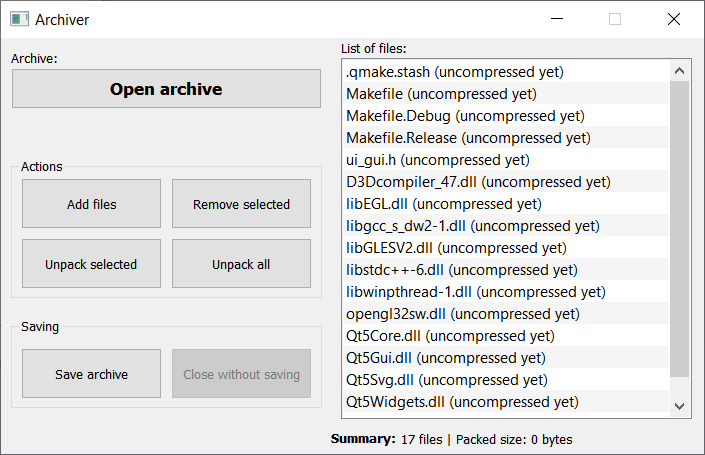 Archiver
Archive:
Open archive
Actions
Add files
Remove selected
Unpack selected
Unpack all
Saving
Save archive
Close without saving
List of files:
.qmake.stash (uncompressed yet)
Makefile (uncompressed yet)
Makefile.Debug (uncompressed yet)
Makefile.Release (uncompressed yet)
ui_gui.h (uncompressed yet)
D3Dcompiler_47.dll (uncompressed yet)
libEGL.dll (uncompressed yet)
libgcc_s_dw2-1.dll (uncompressed yet)
libGLESV2.dll (uncompressed yet)
libstdc++-6.dll (uncompressed yet)
libwinpthread-1.dll (uncompressed yet)
opengl32sw.dll (uncompressed yet)
Qt5Core.dll (uncompressed yet)
Qt5Gui.dll (uncompressed yet)
Qt5Svg.dll (uncompressed yet)
Qt5Widgets.dll (uncompressed yet)
Summary: 17 files | Packed size: 0 bytes